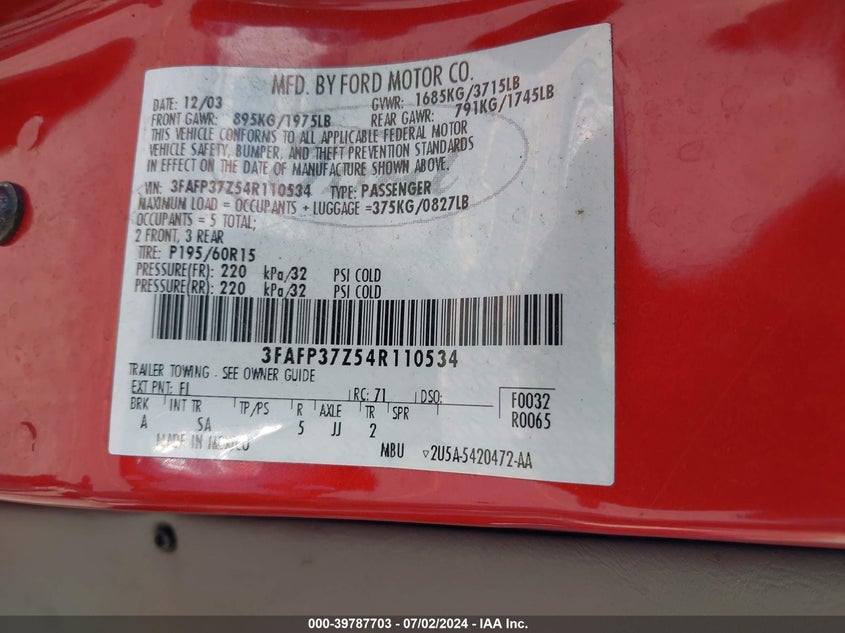 MFD. BY FORD MOTOR CO.
DATE: 12/03 GVWR: 1685KG/3715LB
FRONT GAWR: 895KG/1975LB REAR GAWR: 791KG/1745LB
THIS VEHICLE CONFORMS TO ALL APPLICABLE FEDERAL MOTOR
VEHICLE SAFETY, BUMPER, AND THEFT PREVENTION STANDARDS
IN EFFECT ON THE DATE OF MANUFACTURE SHOWN ABOVE.
VIN: 3FAFP37Z54R110534 TYPE: PASSENGER
MAXIMUM LOAD = OCCUPANTS + LUGGAGE =375KG/0827LB
OCCUPANTS = 5 TOTAL;
2 FRONT, 3 REAR
TIRE: P195/60R15
PRESSURE(FR): 220 kPa/32 PSI COLD
PRESSURE(RR): 220 kPa/32 PSI COLD
3FAFP37Z54R110534
TRAILER TOWING - SEE OWNER GUIDE
EXT PNT: F1 RC: 71 DSO: F0032
BRK INT TR TP/PS R AXLE TR SPR R0065
A SA 5 JJ 2
MADE IN MEXICO MBU ▽2U5A-5420472-AA
000-39787703 - 07/02/2024 - IAA Inc.